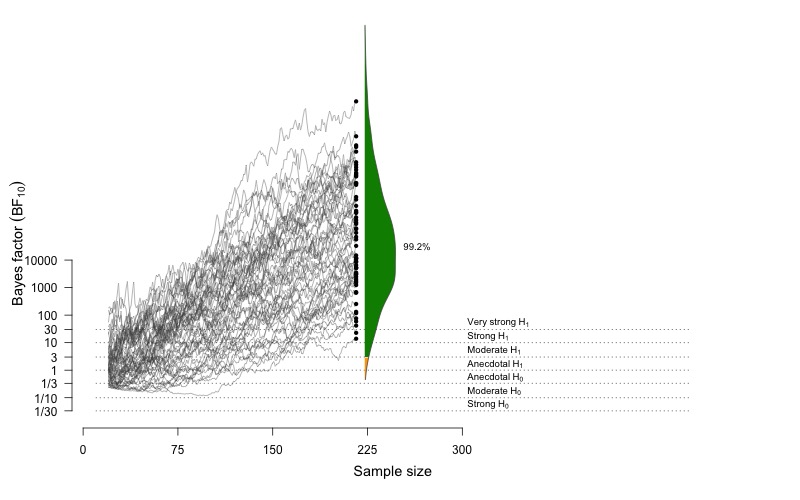 Bayes factor (BF₁₀)
10000
1000
100
30
10
3
1
1/3
1/10
1/30
99.2%
Very strong H₁
Strong H₁
Moderate H₁
Anecdotal H₁
Anecdotal H₀
Moderate H₀
Strong H₀
0 75 150 225 300
Sample size